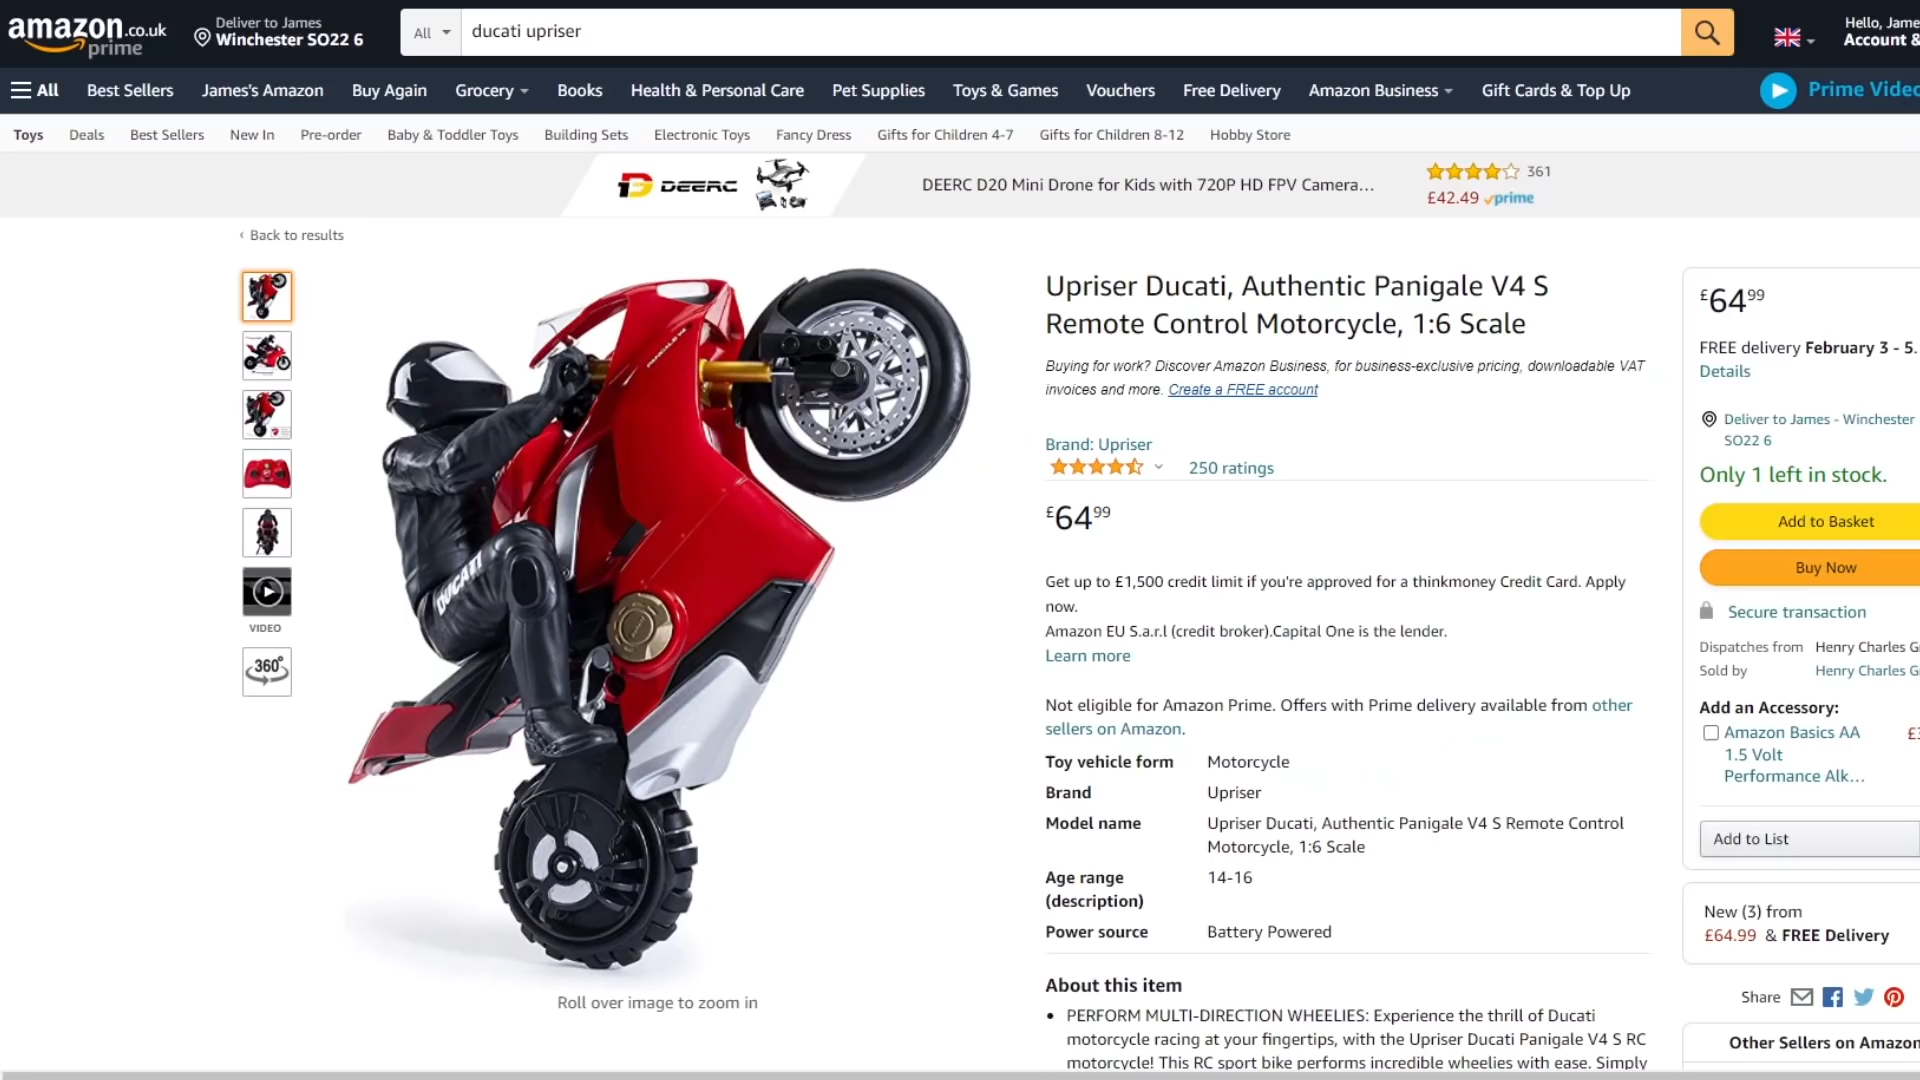 amazon.co.uk
prime
Deliver to James
Winchester SO22 6
All
ducati upriser
Hello, Jame
Account &
All
Best Sellers
James's Amazon
Buy Again
Grocery
Books
Health & Personal Care
Pet Supplies
Toys & Games
Vouchers
Free Delivery
Amazon Business
Gift Cards & Top Up
Prime Video
Toys
Deals
Best Sellers
New In
Pre-order
Baby & Toddler Toys
Building Sets
Electronic Toys
Fancy Dress
Gifts for Children 4-7
Gifts for Children 8-12
Hobby Store
DEERC
DEERC D20 Mini Drone for Kids with 720P HD FPV Camera...
361
£42.49 prime
‹ Back to results
VIDEO
360°
DUCATI
Roll over image to zoom in
Upriser Ducati, Authentic Panigale V4 S
Remote Control Motorcycle, 1:6 Scale
Buying for work? Discover Amazon Business, for business-exclusive pricing, downloadable VAT
invoices and more. Create a FREE account
Brand: Upriser
250 ratings
£6499
Get up to £1,500 credit limit if you're approved for a thinkmoney Credit Card. Apply
now.
Amazon EU S.a.r.l (credit broker).Capital One is the lender.
Learn more
Not eligible for Amazon Prime. Offers with Prime delivery available from other
sellers on Amazon.
Toy vehicle form Motorcycle
Brand Upriser
Model name Upriser Ducati, Authentic Panigale V4 S Remote Control
Motorcycle, 1:6 Scale
Age range 14-16
(description)
Power source Battery Powered
About this item
• PERFORM MULTI-DIRECTION WHEELIES: Experience the thrill of Ducati
motorcycle racing at your fingertips, with the Upriser Ducati Panigale V4 S RC
motorcycle! This RC sport bike performs incredible wheelies with ease. Simply
£6499
FREE delivery February 3 - 5.
Details
Deliver to James - Winchester
SO22 6
Only 1 left in stock.
Add to Basket
Buy Now
Secure transaction
Dispatches from Henry Charles G
Sold by Henry Charles G
Add an Accessory:
Amazon Basics AA
1.5 Volt
Performance Alk...
Add to List
New (3) from
£64.99 & FREE Delivery
Share
Other Sellers on Amazon